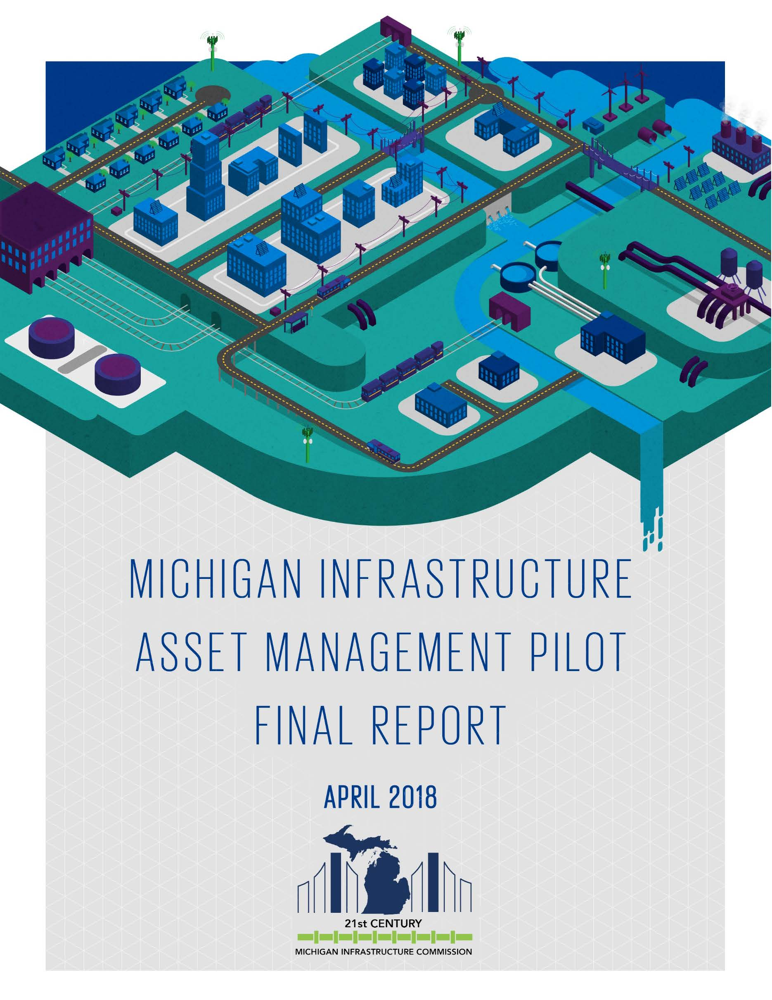 MICHIGAN INFRASTRUCTURE
ASSET MANAGEMENT PILOT
FINAL REPORT
APRIL 2018
21st CENTURY
MICHIGAN INFRASTRUCTURE COMMISSION